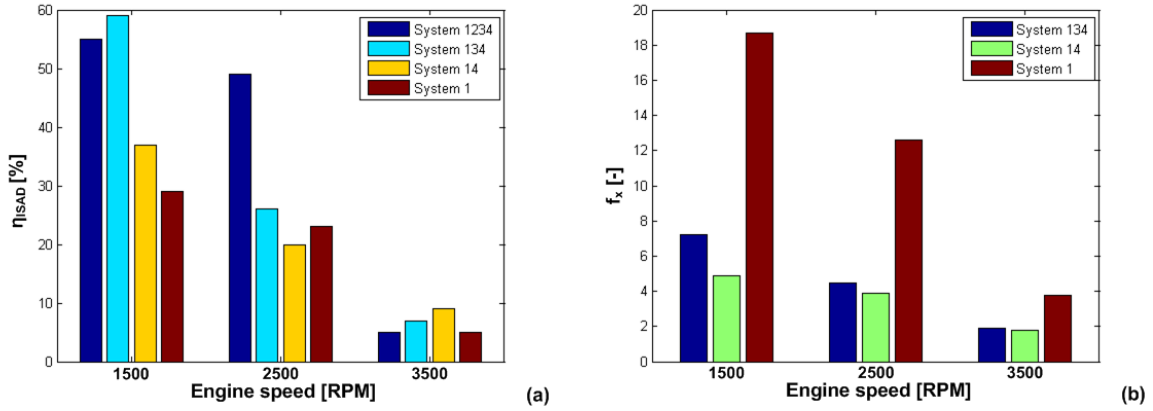 60
50
40
30
20
10
0
η_ISAD [%]
System 1234
System 134
System 14
System 1
1500 2500 3500
Engine speed [RPM]
(a)
20
18
16
14
12
10
8
6
4
2
0
f_x [-]
System 134
System 14
System 1
1500 2500 3500
Engine speed [RPM]
(b)